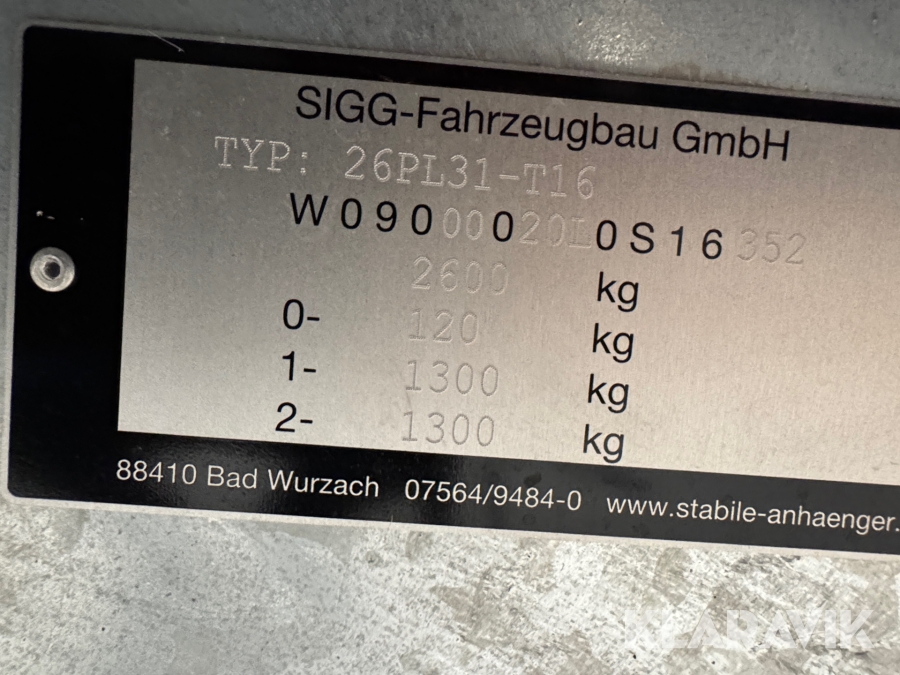 SIGG-Fahrzeugbau GmbH
TYP: 26PL31-T16
W09000020L0S16352
2600 kg
0- 120 kg
1- 1300 kg
2- 1300 kg
88410 Bad Wurzach 07564/9484-0 www.stabile-anhaenger.
KLARAVIK